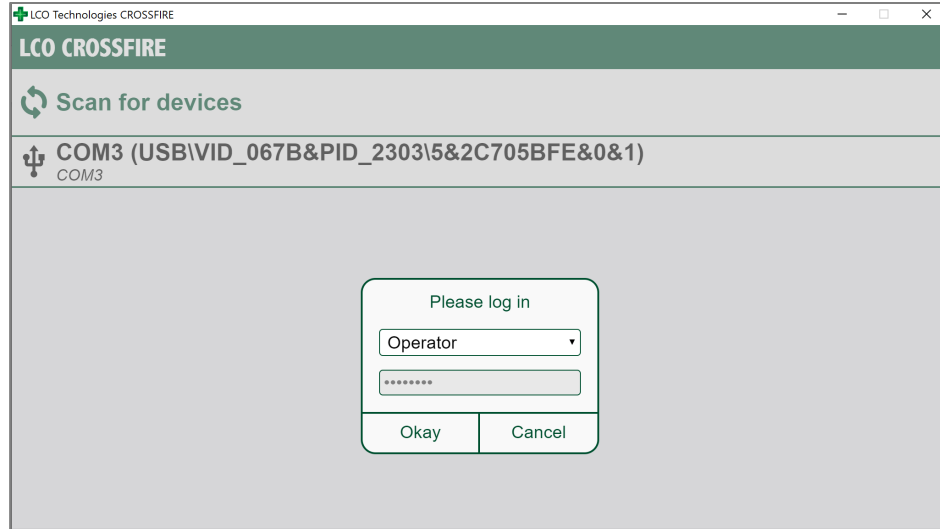 LCO Technologies CROSSFIRE
LCO CROSSFIRE
Scan for devices
COM3 (USB\VID_067B&PID_2303\5&2C705BFE&0&1)
COM3
Please log in
Operator
••••••••
Okay
Cancel